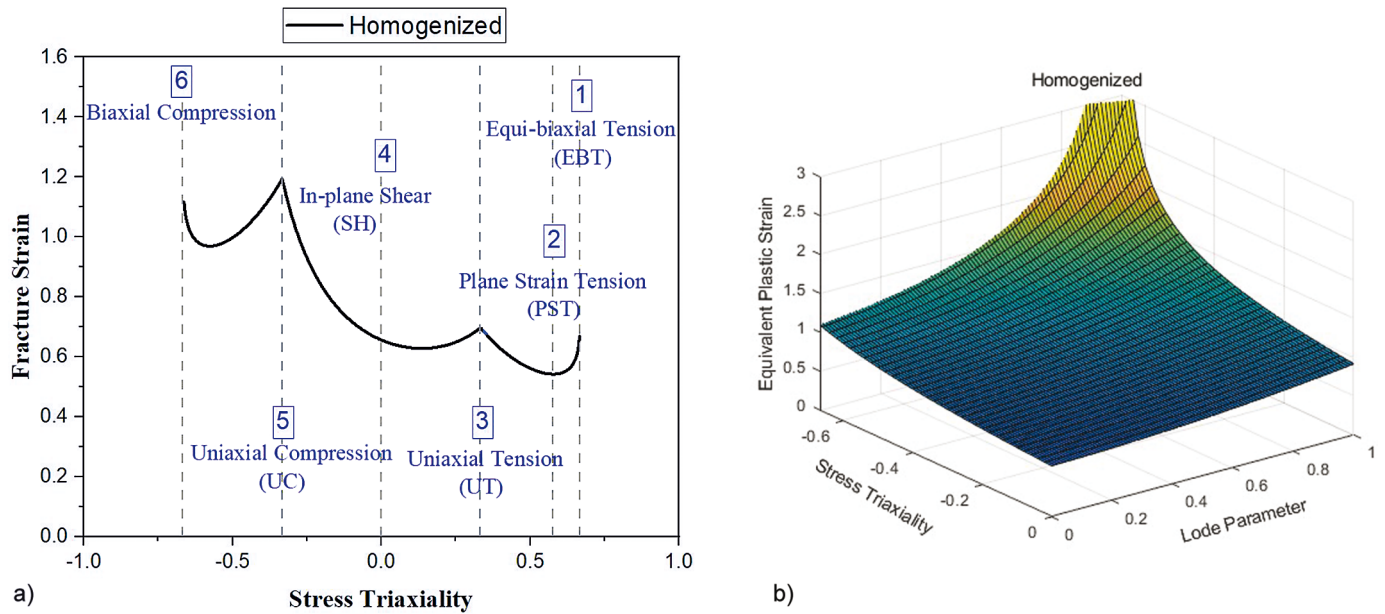 Homogenized
1.6
1.4
1.2
1.0
0.8
0.6
0.4
0.2
0.0
Fracture Strain
6
Biaxial Compression
1
Equi-biaxial Tension
(EBT)
4
In-plane Shear
(SH)
2
Plane Strain Tension
(PST)
5
Uniaxial Compression
(UC)
3
Uniaxial Tension
(UT)
-1.0
-0.5
0.0
0.5
1.0
Stress Triaxiality
a)
Homogenized
3
2.5
2
1.5
1
0.5
0
Equivalent Plastic Strain
-0.6
-0.4
-0.2
0
Stress Triaxiality
0
0.2
0.4
0.6
0.8
1
Lode Parameter
b)